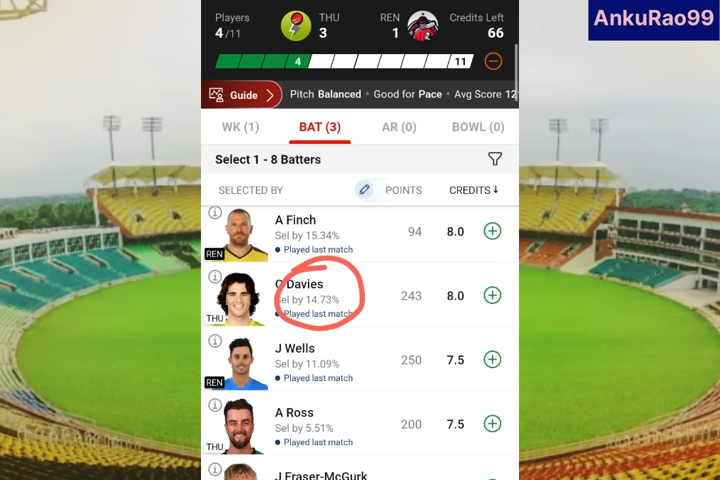 AnkuRao99
Players THU REN Credits Left
4 /11 3 1 66
4 11
Guide Pitch Balanced • Good for Pace • Avg Score 12
WK (1) BAT (3) AR (0) BOWL (0)
Select 1 - 8 Batters
SELECTED BY POINTS CREDITS↓
A Finch
Sel by 15.34% 94 8.0
REN • Played last match
Davies
Sel by 14.73% 243 8.0
THU • Played last match
J Wells
Sel by 11.09% 250 7.5
REN • Played last match
A Ross
Sel by 5.51% 200 7.5
THU • Played last match
J Fraser-McGurk